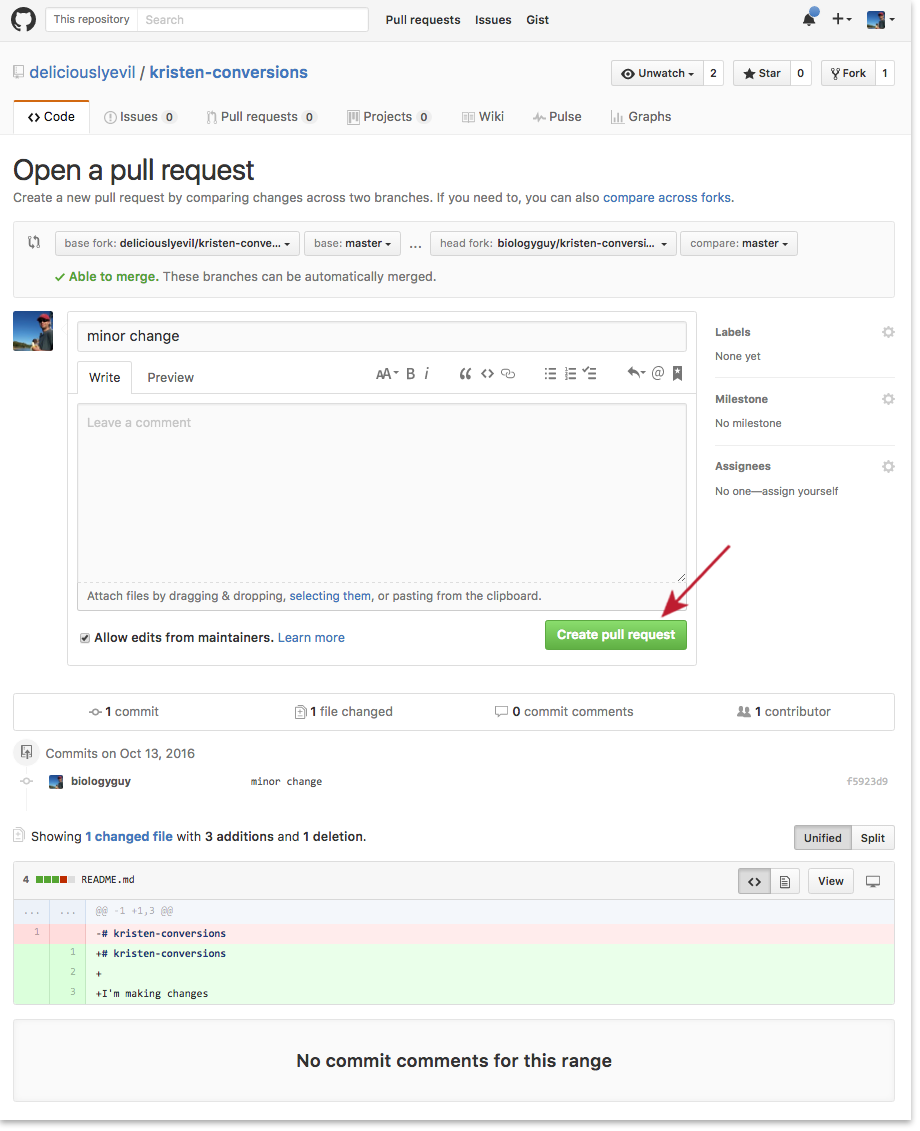 This repository Search Pull requests Issues Gist
deliciouslyevil / kristen-conversions Unwatch 2 Star 0 Fork 1
Code Issues 0 Pull requests 0 Projects 0 Wiki Pulse Graphs
Open a pull request
Create a new pull request by comparing changes across two branches. If you need to, you can also compare across forks.
base fork: deliciouslyevil/kristen-conve... base: master ... head fork: biologyguy/kristen-conversi... compare: master
Able to merge. These branches can be automatically merged.
minor change
Write Preview AA B i
Leave a comment
Attach files by dragging & dropping, selecting them, or pasting from the clipboard.
Allow edits from maintainers. Learn more Create pull request
Labels
None yet
Milestone
No milestone
Assignees
No one—assign yourself
1 commit 1 file changed 0 commit comments 1 contributor
Commits on Oct 13, 2016
biologyguy minor change f5923d9
Showing 1 changed file with 3 additions and 1 deletion. Unified Split
4 README.md <> View
... ... @@ -1 +1,3 @@
1 -# kristen-conversions
1 +# kristen-conversions
2 +
3 +I'm making changes
No commit comments for this range